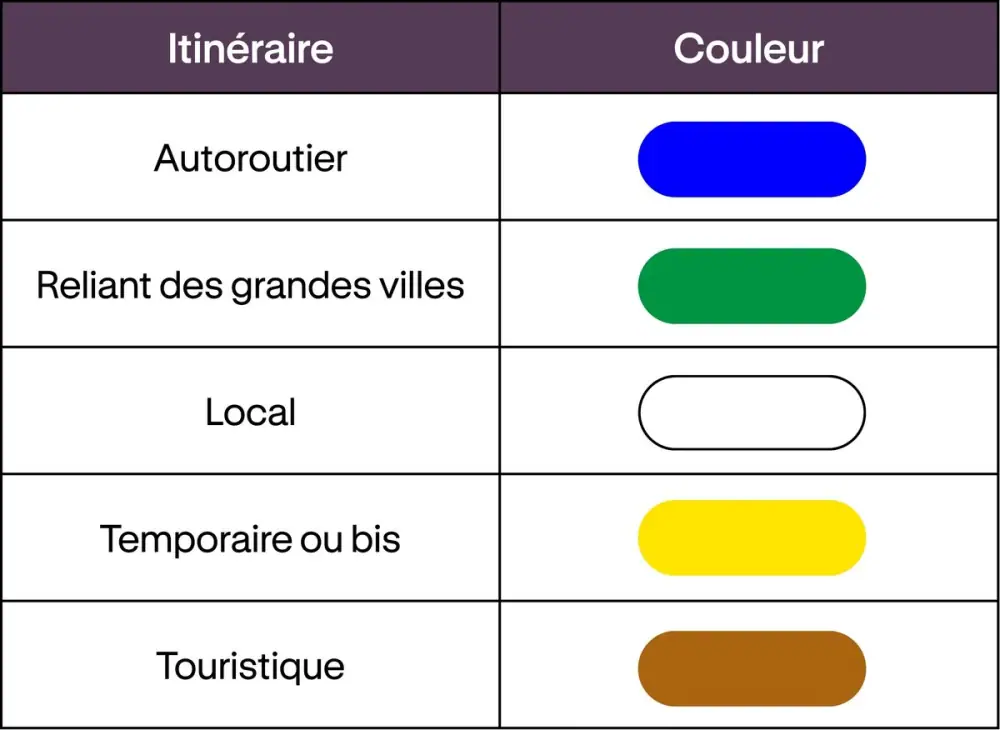 Itinéraire Couleur
Autoroutier
Reliant des grandes villes
Local
Temporaire ou bis
Touristique